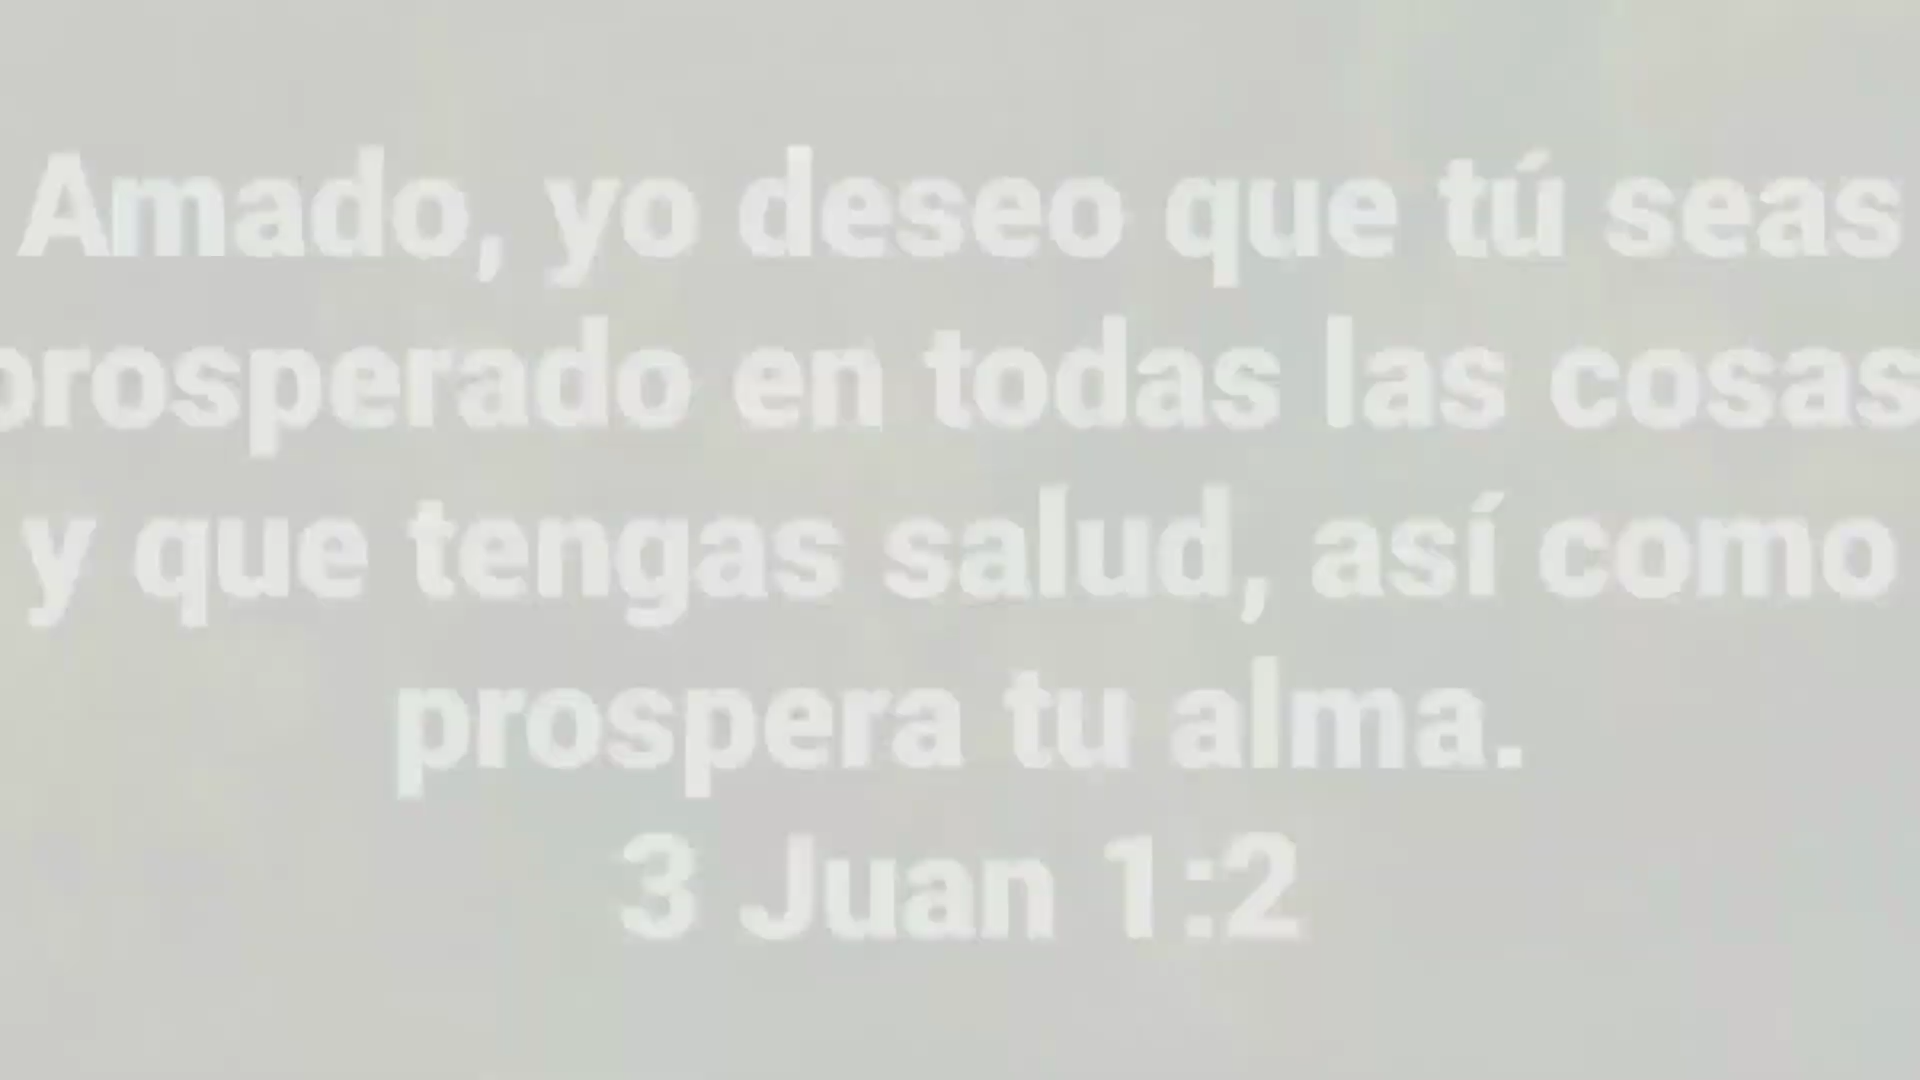 Amado, yo deseo que tú seas
prosperado en todas las cosas
y que tengas salud, así como
prospera tu alma.
3 Juan 1:2